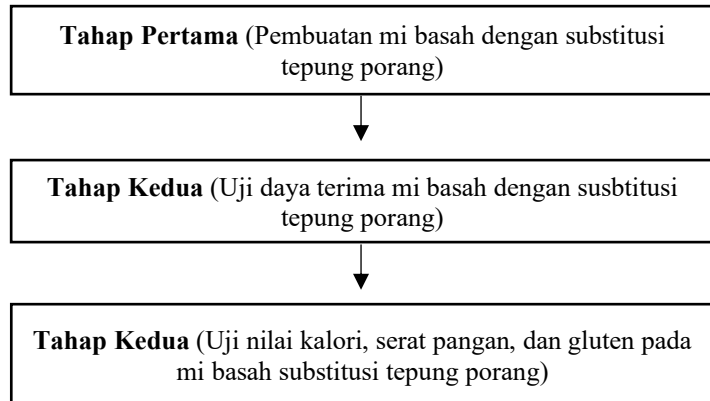 Tahap Pertama (Pembuatan mi basah dengan substitusi
tepung porang)
Tahap Kedua (Uji daya terima mi basah dengan susbtitusi
tepung porang)
Tahap Kedua (Uji nilai kalori, serat pangan, dan gluten pada
mi basah substitusi tepung porang)